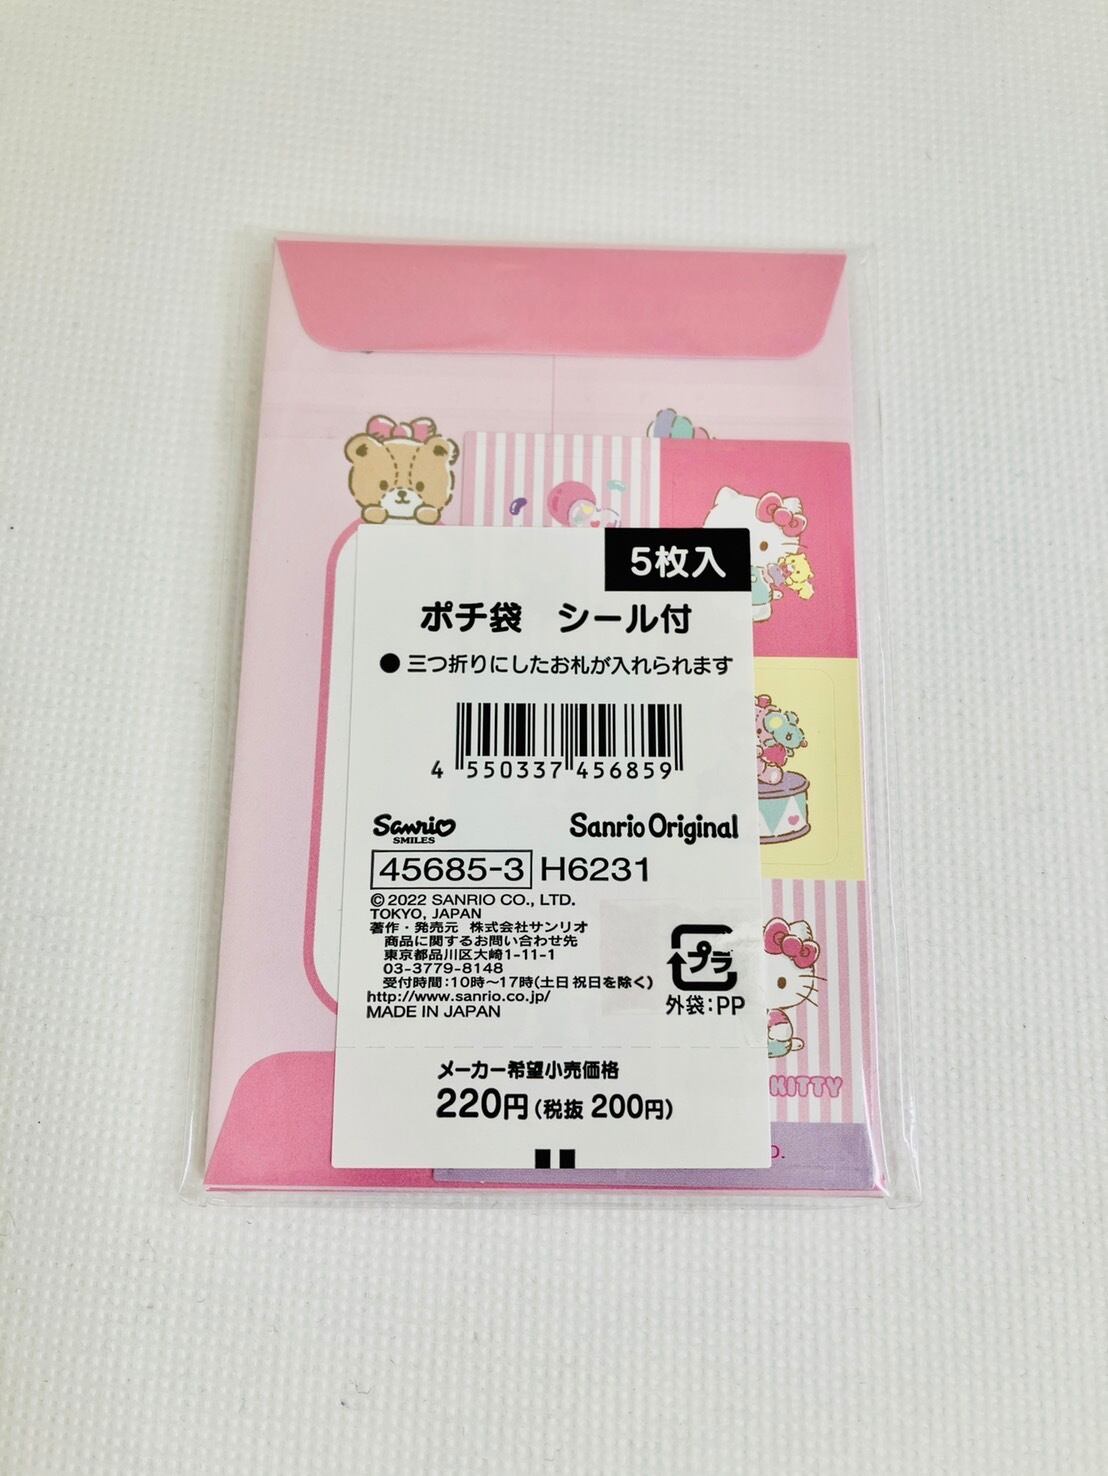 5枚入
ポチ袋　シール付
● 三つ折りにしたお札が入れられます
4 550337 456859
Sanrio SMILES
Sanrio Original
45685-3 H6231
© 2022 SANRIO CO., LTD.
TOKYO, JAPAN
著作・発売元 株式会社サンリオ
商品に関するお問い合わせ先
東京都品川区大崎1-11-1
03-3779-8148
受付時間:10時〜17時(土日祝日を除く)
http://www.sanrio.co.jp/
MADE IN JAPAN
プラ
外袋:PP
KITTY
メーカー希望小売価格
220円(税抜 200円)
D.